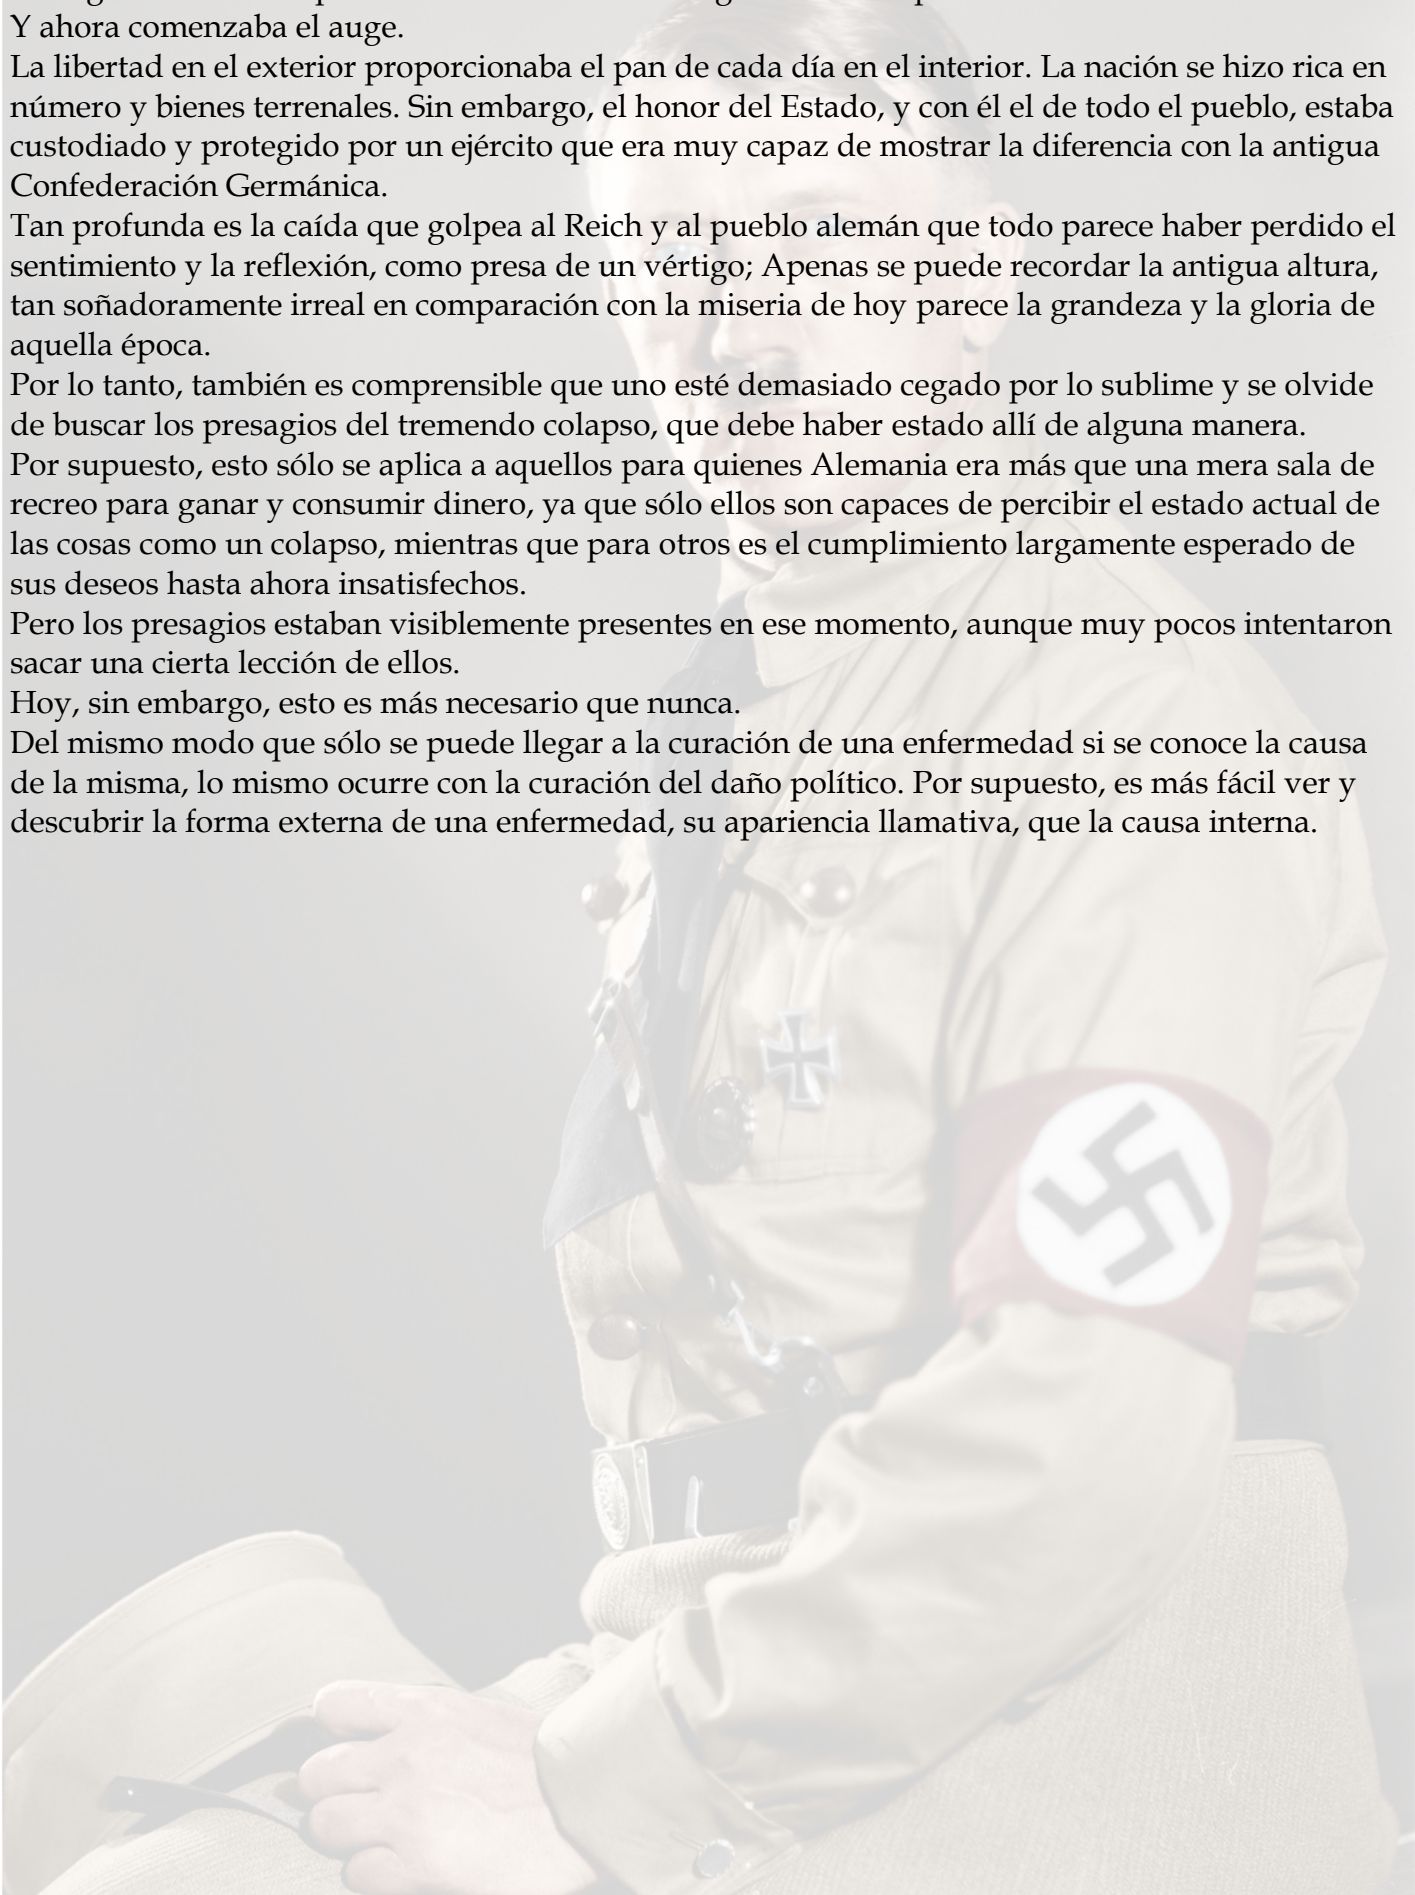 Y ahora comenzaba el auge.
La libertad en el exterior proporcionaba el pan de cada día en el interior. La nación se hizo rica en
número y bienes terrenales. Sin embargo, el honor del Estado, y con él el de todo el pueblo, estaba
custodiado y protegido por un ejército que era muy capaz de mostrar la diferencia con la antigua
Confederación Germánica.
Tan profunda es la caída que golpea al Reich y al pueblo alemán que todo parece haber perdido el
sentimiento y la reflexión, como presa de un vértigo; Apenas se puede recordar la antigua altura,
tan soñadoramente irreal en comparación con la miseria de hoy parece la grandeza y la gloria de
aquella época.
Por lo tanto, también es comprensible que uno esté demasiado cegado por lo sublime y se olvide
de buscar los presagios del tremendo colapso, que debe haber estado allí de alguna manera.
Por supuesto, esto sólo se aplica a aquellos para quienes Alemania era más que una mera sala de
recreo para ganar y consumir dinero, ya que sólo ellos son capaces de percibir el estado actual de
las cosas como un colapso, mientras que para otros es el cumplimiento largamente esperado de
sus deseos hasta ahora insatisfechos.
Pero los presagios estaban visiblemente presentes en ese momento, aunque muy pocos intentaron
sacar una cierta lección de ellos.
Hoy, sin embargo, esto es más necesario que nunca.
Del mismo modo que sólo se puede llegar a la curación de una enfermedad si se conoce la causa
de la misma, lo mismo ocurre con la curación del daño político. Por supuesto, es más fácil ver y
descubrir la forma externa de una enfermedad, su apariencia llamativa, que la causa interna.